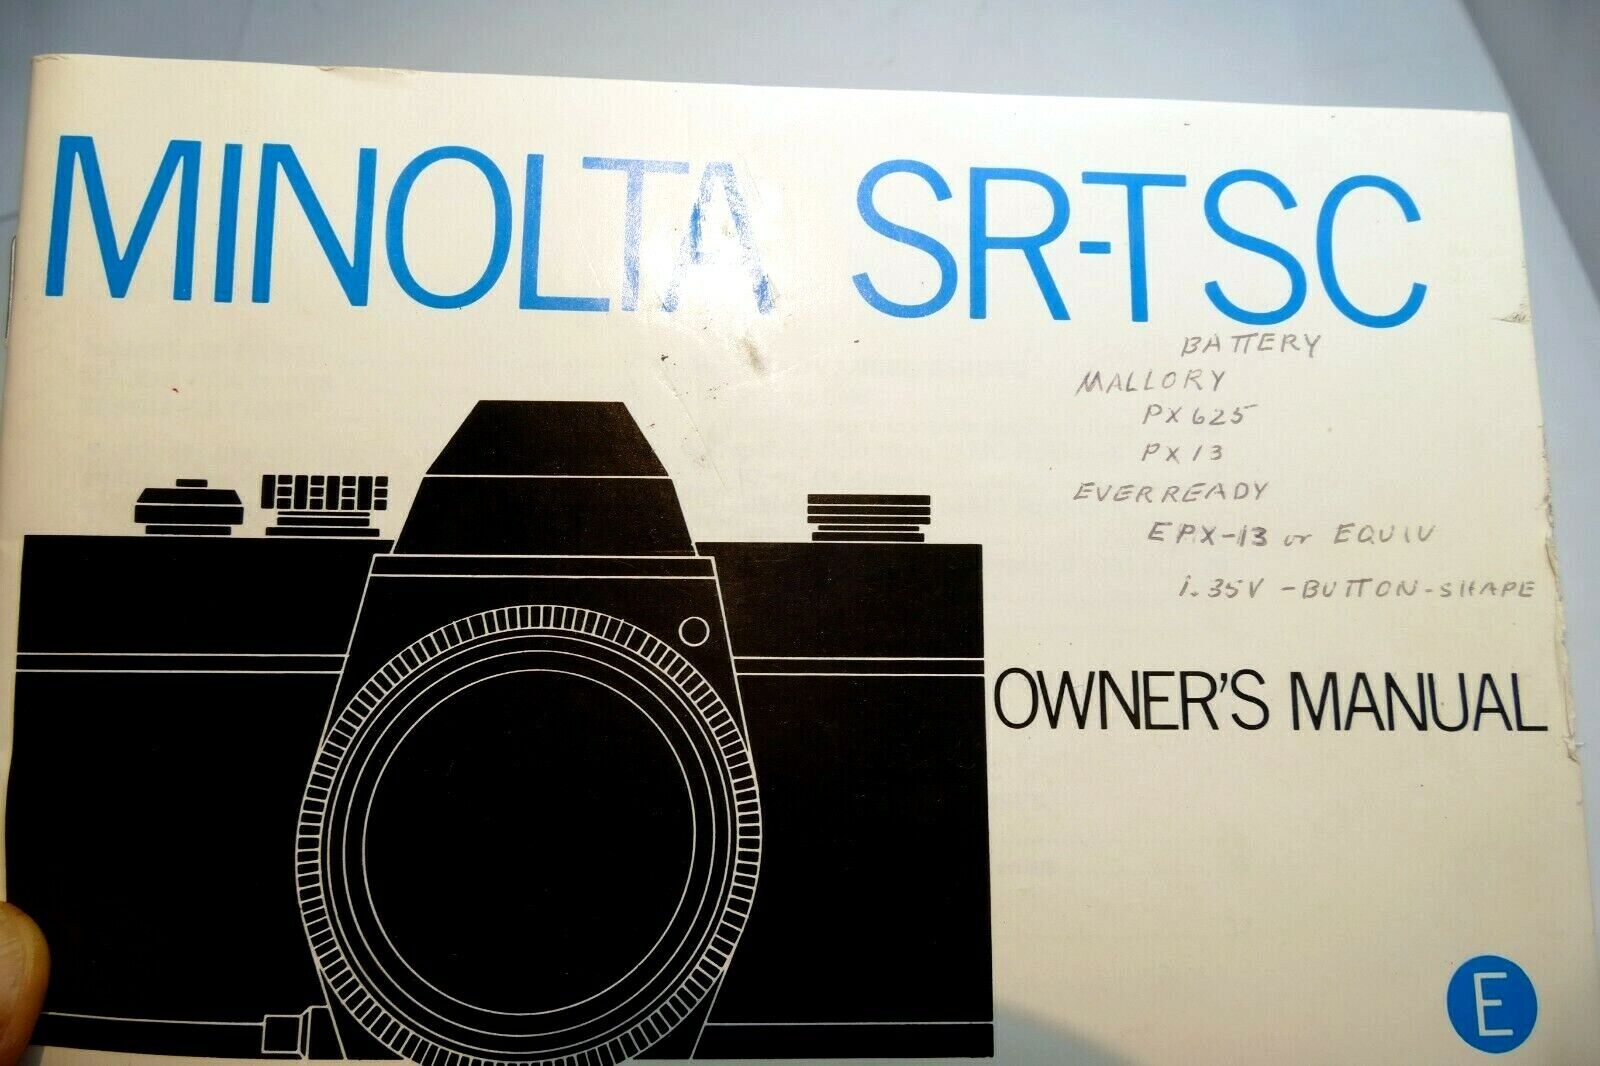 MINOLTA SR-T SC
BATTERY
MALLORY
PX625
PX13
EVERREADY
EPX-13 or EQUIV
1.35V - BUTTON-SHAPE
OWNER'S MANUAL
E